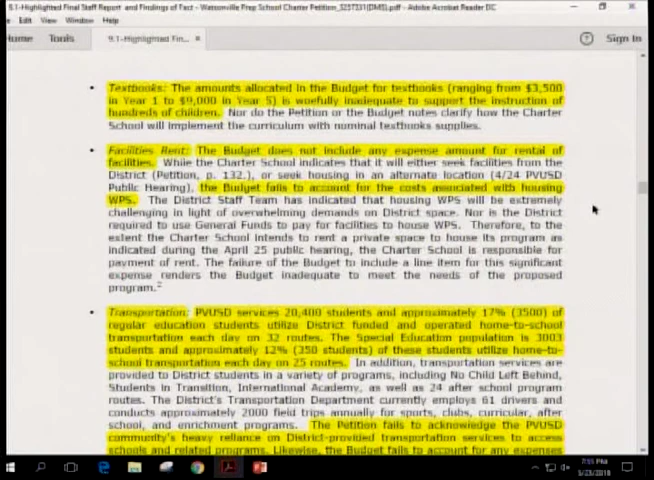 9.1-Highlighted Final Staff Report and Findings of Fact - Watsonville Prep School Charter Petition_5257231(DMS).pdf - Adobe Acrobat Reader DC
Edit View Window Help
Home Tools 9.1-Highlighted Fin... × Sign In
• Textbooks: The amounts allocated in the Budget for textbooks (ranging from $3,500
in Year 1 to $9,000 in Year 5) is woefully inadequate to support the instruction of
hundreds of children. Nor do the Petition or the Budget notes clarify how the Charter
School will implement the curriculum with nominal textbooks supplies.
• Facilities Rent: The Budget does not include any expense amount for rental of
facilities. While the Charter School indicates that it will either seek facilities from the
District (Petition, p. 132.), or seek housing in an alternate location (4/24 PVUSD
Public Hearing), the Budget fails to account for the costs associated with housing
WPS. The District Staff Team has indicated that housing WPS will be extremely
challenging in light of overwhelming demands on District space. Nor is the District
required to use General Funds to pay for facilities to house WPS. Therefore, to the
extent the Charter School intends to rent a private space to house its program as
indicated during the April 25 public hearing, the Charter School is responsible for
payment of rent. The failure of the Budget to include a line item for this significant
expense renders the Budget inadequate to meet the needs of the proposed
program.²
• Transportation: PVUSD services 20,400 students and approximately 17% (3500) of
regular education students utilize District funded and operated home-to-school
transportation each day on 32 routes. The Special Education population is 3003
students and approximately 12% (350 students) of these students utilize home-to-
school transportation each day on 25 routes. In addition, transportation services are
provided to District students in a variety of programs, including No Child Left Behind,
Students in Transition, International Academy, as well as 24 after school program
routes. The District's Transportation Department currently employs 61 drivers and
conducts approximately 2000 field trips annually for sports, clubs, curricular, after
school, and enrichment programs. The Petition fails to acknowledge the PVUSD
community's heavy reliance on District-provided transportation services to access
schools and related programs. Likewise, the Budget fails to account for any expenses
7:55 PM
5/23/2018